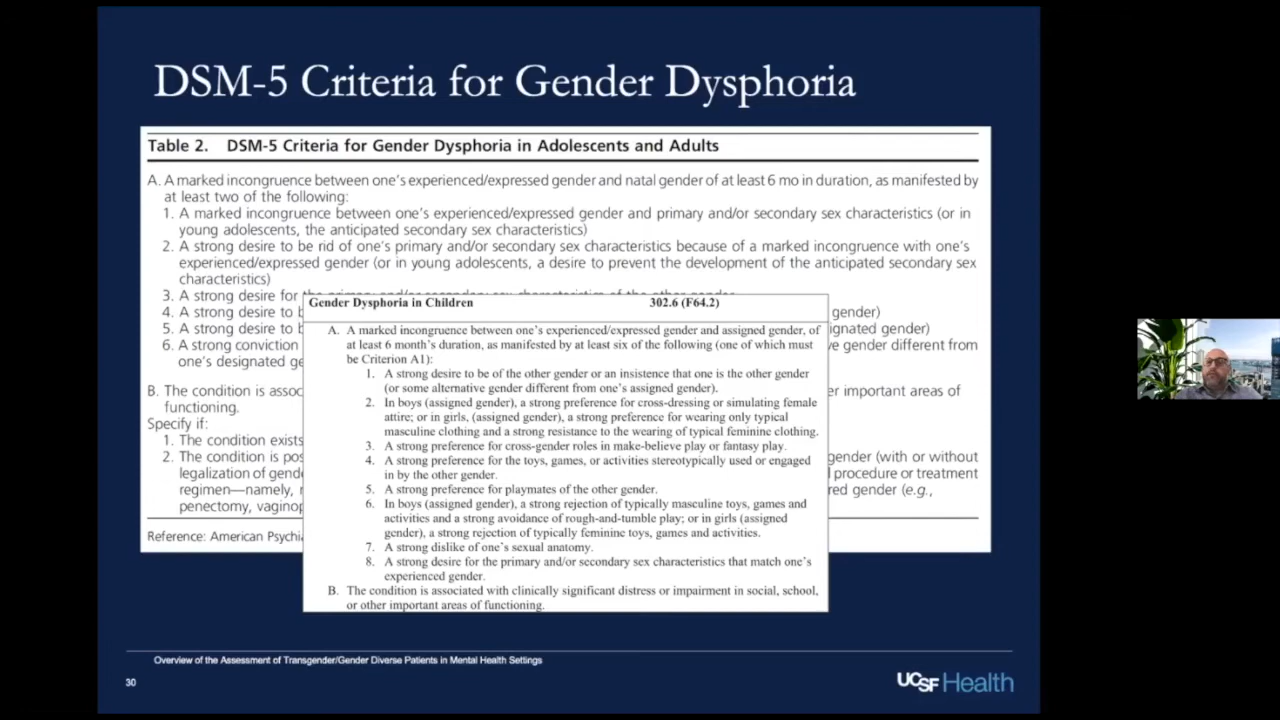 DSM-5 Criteria for Gender Dysphoria
Table 2. DSM-5 Criteria for Gender Dysphoria in Adolescents and Adults
A. A marked incongruence between one's experienced/expressed gender and natal gender of at least 6 mo in duration, as manifested by
at least two of the following:
1. A marked incongruence between one's experienced/expressed gender and primary and/or secondary sex characteristics (or in
young adolescents, the anticipated secondary sex characteristics)
2. A strong desire to be rid of one's primary and/or secondary sex characteristics because of a marked incongruence with one's
experienced/expressed gender (or in young adolescents, a desire to prevent the development of the anticipated secondary sex
characteristics)
3. A strong desire for the primary and/or secondary sex characteristics of the other gender
4. A strong desire to b gender)
5. A strong desire to b ignated gender)
6. A strong conviction e gender different from
one's designated ge
B. The condition is assoc er important areas of
functioning.
Specify if:
1. The condition exists
2. The condition is pos gender (with or without
legalization of gend procedure or treatment
regimen—namely, red gender (e.g.,
penectomy, vaginop
Reference: American Psychi
Gender Dysphoria in Children 302.6 (F64.2)
A. A marked incongruence between one's experienced/expressed gender and assigned gender, of
at least 6 month's duration, as manifested by at least six of the following (one of which must
be Criterion A1):
1. A strong desire to be of the other gender or an insistence that one is the other gender
(or some alternative gender different from one's assigned gender).
2. In boys (assigned gender), a strong preference for cross-dressing or simulating female
attire; or in girls, (assigned gender), a strong preference for wearing only typical
masculine clothing and a strong resistance to the wearing of typical feminine clothing.
3. A strong preference for cross-gender roles in make-believe play or fantasy play.
4. A strong preference for the toys, games, or activities stereotypically used or engaged
in by the other gender.
5. A strong preference for playmates of the other gender.
6. In boys (assigned gender), a strong rejection of typically masculine toys, games and
activities and a strong avoidance of rough-and-tumble play; or in girls (assigned
gender), a strong rejection of typically feminine toys, games and activities.
7. A strong dislike of one's sexual anatomy.
8. A strong desire for the primary and/or secondary sex characteristics that match one's
experienced gender.
B. The condition is associated with clinically significant distress or impairment in social, school,
or other important areas of functioning.
Overview of the Assessment of Transgender/Gender Diverse Patients in Mental Health Settings
30
UCSF Health